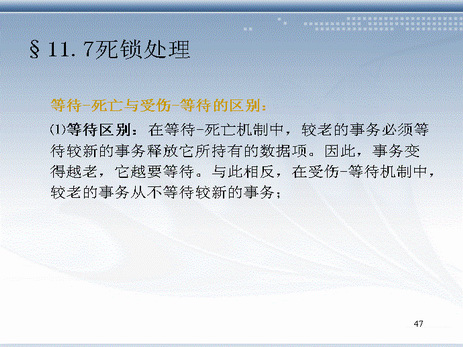 §11.7死锁处理
等待-死亡与受伤-等待的区别：
⑴等待区别：在等待-死亡机制中，较老的事务必须等
待较新的事务释放它所持有的数据项。因此，事务变
得越老，它越要等待。与此相反，在受伤-等待机制中，
较老的事务从不等待较新的事务；
47